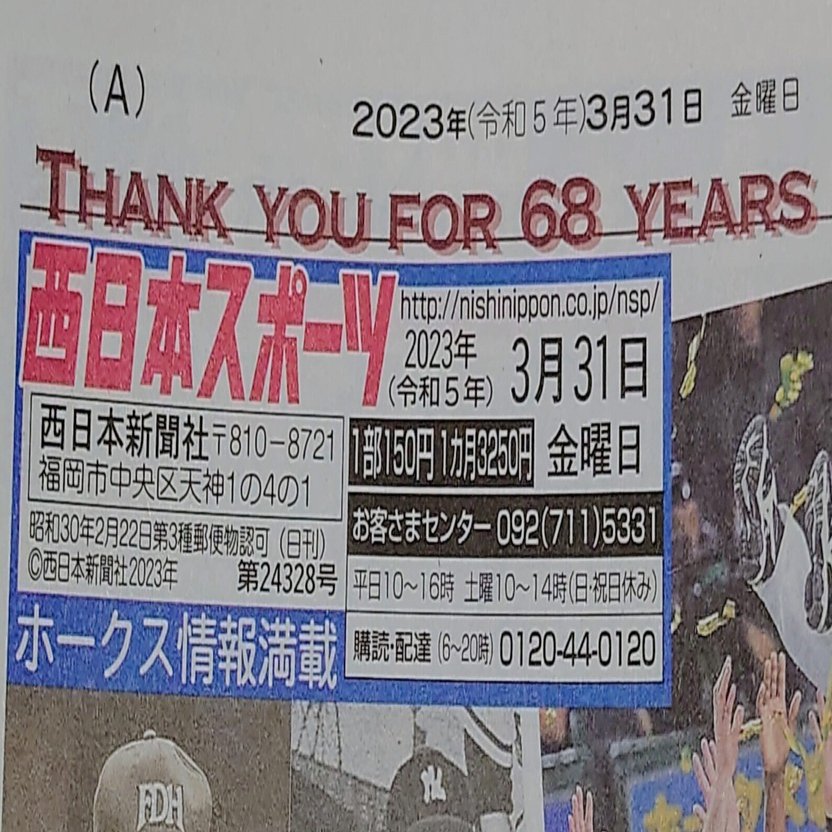 (A)
2023年(令和5年)3月31日 金曜日
THANK YOU FOR 68 YEARS
西日本スポーツ
http://nishinippon.co.jp/nsp/
2023年
(令和5年)
3月31日
西日本新聞社〒810-8721
福岡市中央区天神1の4の1
1部150円 1カ月3250円
金曜日
昭和30年2月22日第3種郵便物認可(日刊)
©西日本新聞社2023年 第24328号
お客さまセンター 092(711)5331
平日10~16時 土曜10~14時(日・祝日休み)
購読・配達 (6~20時) 0120-44-0120
ホークス情報満載
FDH